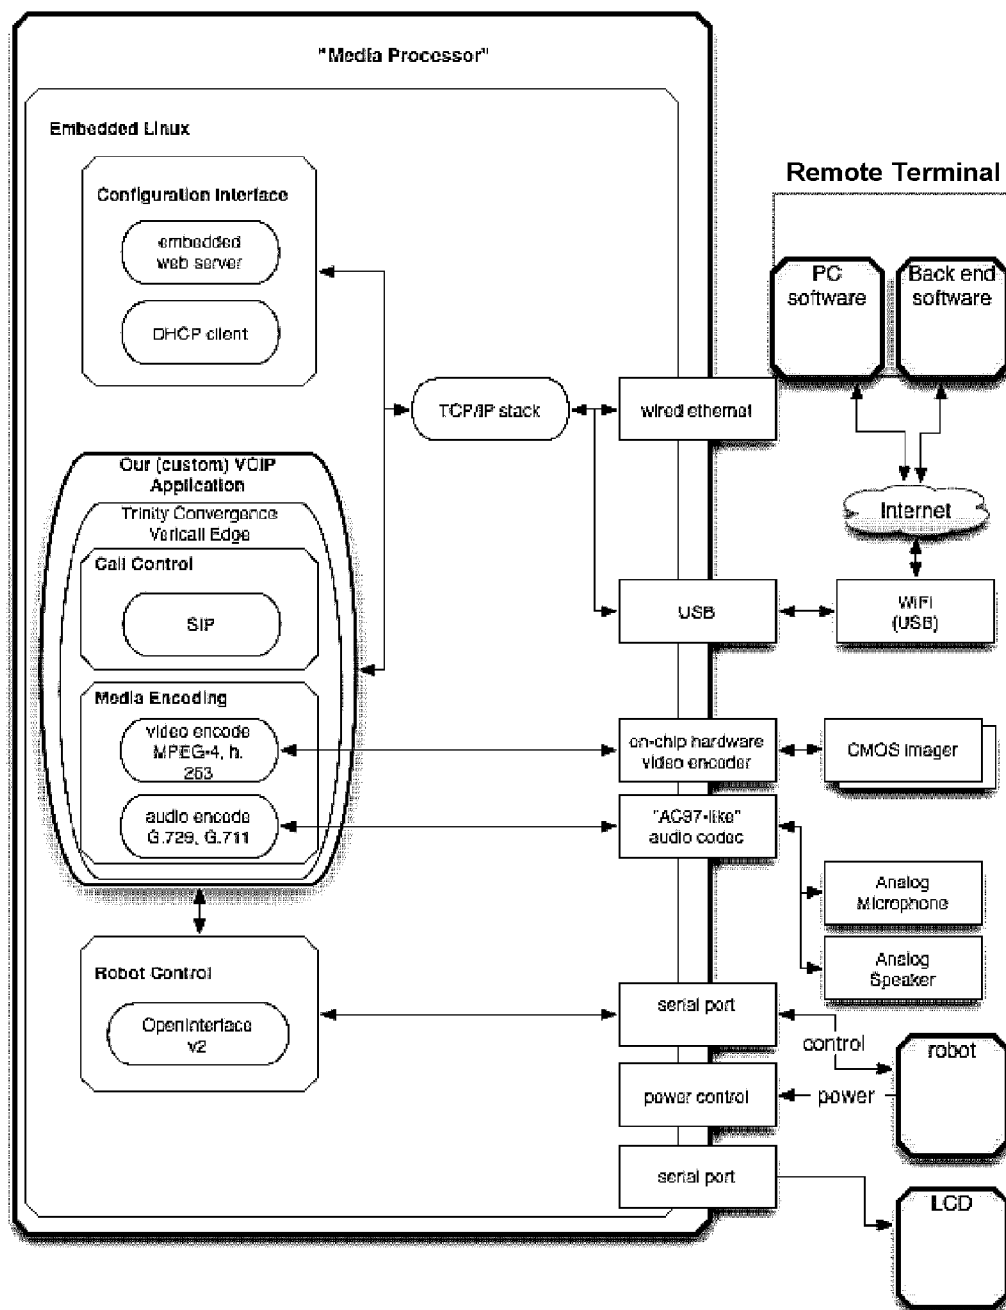 "Media Processor"
Embedded Linux
Configuration Interface
embedded
web server
DHCP client
Remote Terminal
PC
software
Back end
software
TCP/IP stack
wired ethernet
Our (custom) VOIP
Application
Trinity Convergence
Vericall Edge
Call Control
SIP
Internet
USB
WiFi
(USB)
Media Encoding
video encode
MPEG-4, h.
263
on-chip hardware
video encoder
CMOS imager
audio encode
G.729, G.711
"AC97-like"
audio codec
Analog
Microphone
Analog
Speaker
Robot Control
OpenInterface
v2
serial port
control
robot
power control
power
serial port
LCD